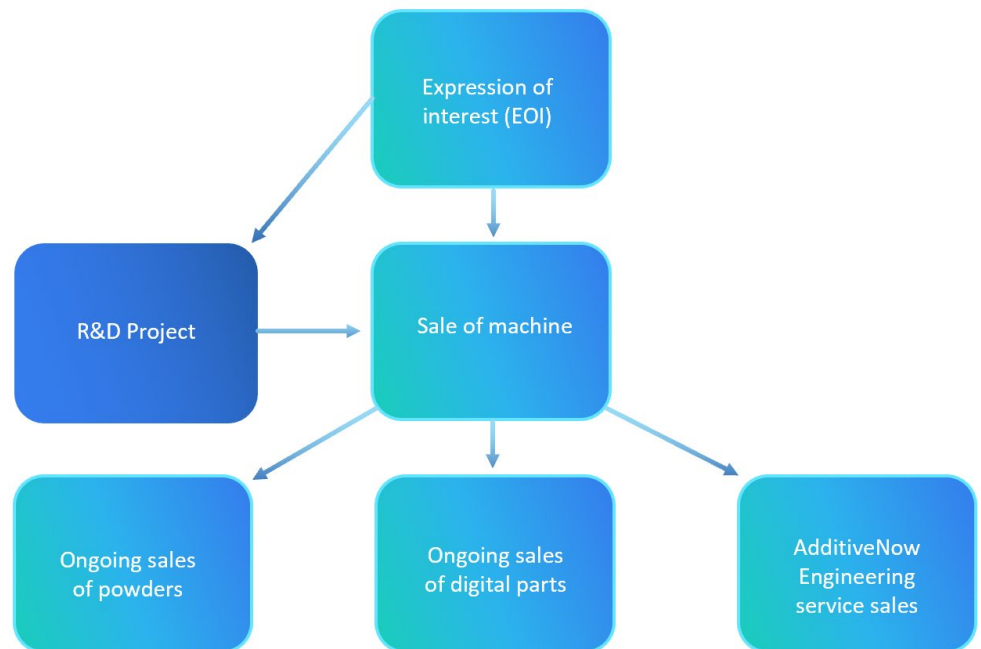 Expression of
interest (EOI)
R&D Project
Sale of machine
Ongoing sales
of powders
Ongoing sales
of digital parts
AdditiveNow
Engineering
service sales